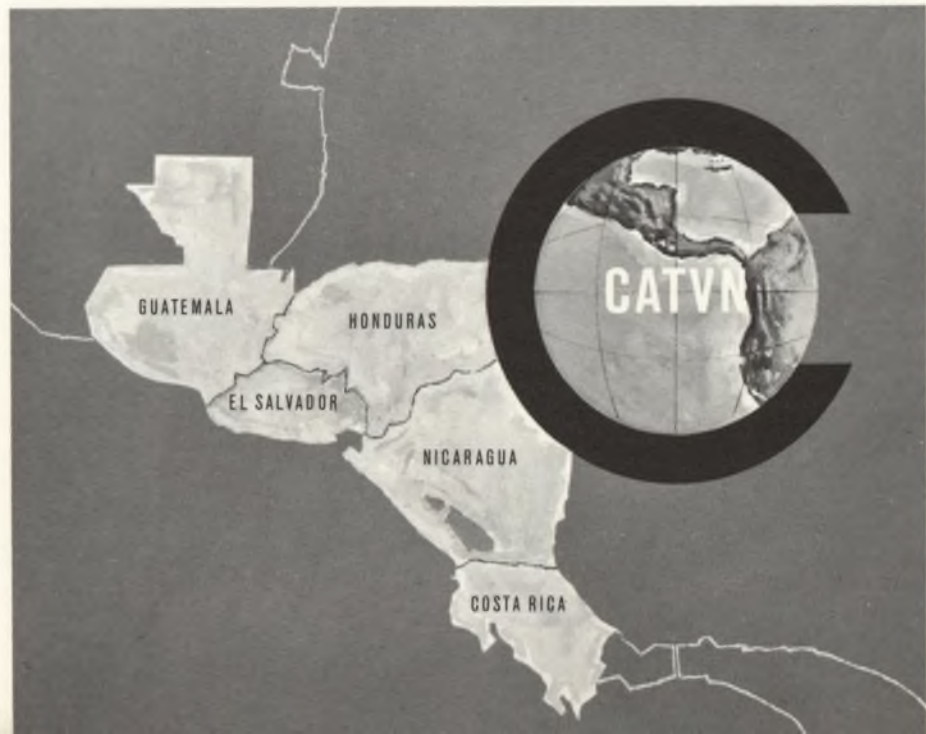 GUATEMALA
HONDURAS
EL SALVADOR
NICARAGUA
COSTA RICA
CATVN